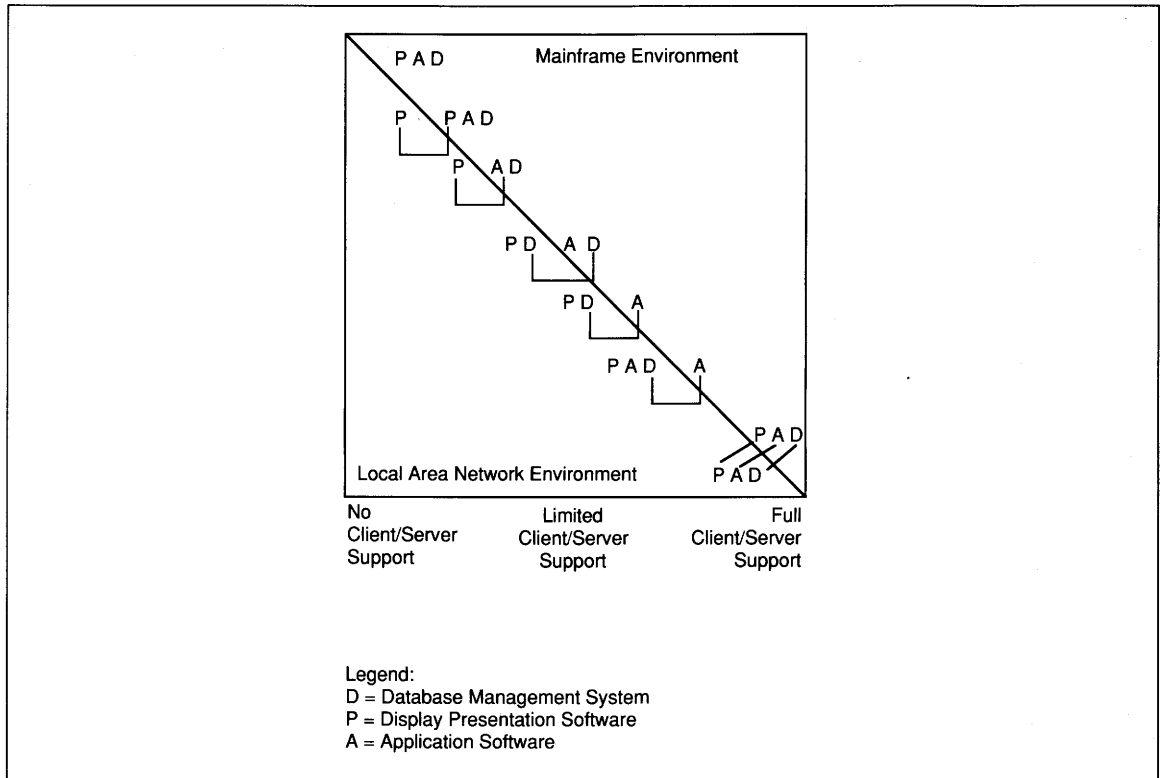 P A D
Mainframe Environment
P P A D
P A D
P D A D
P D A
P A D A
P A D
Local Area Network Environment
P A D
No
Client/Server
Support
Limited
Client/Server
Support
Full
Client/Server
Support
Legend:
D = Database Management System
P = Display Presentation Software
A = Application Software